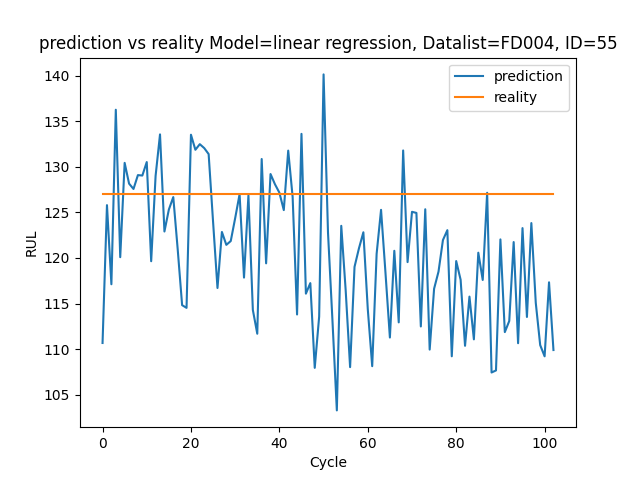 prediction vs reality Model=linear regression, Datalist=FD004, ID=55
prediction
reality
RUL
140
135
130
125
120
115
110
105
0 20 40 60 80 100
Cycle